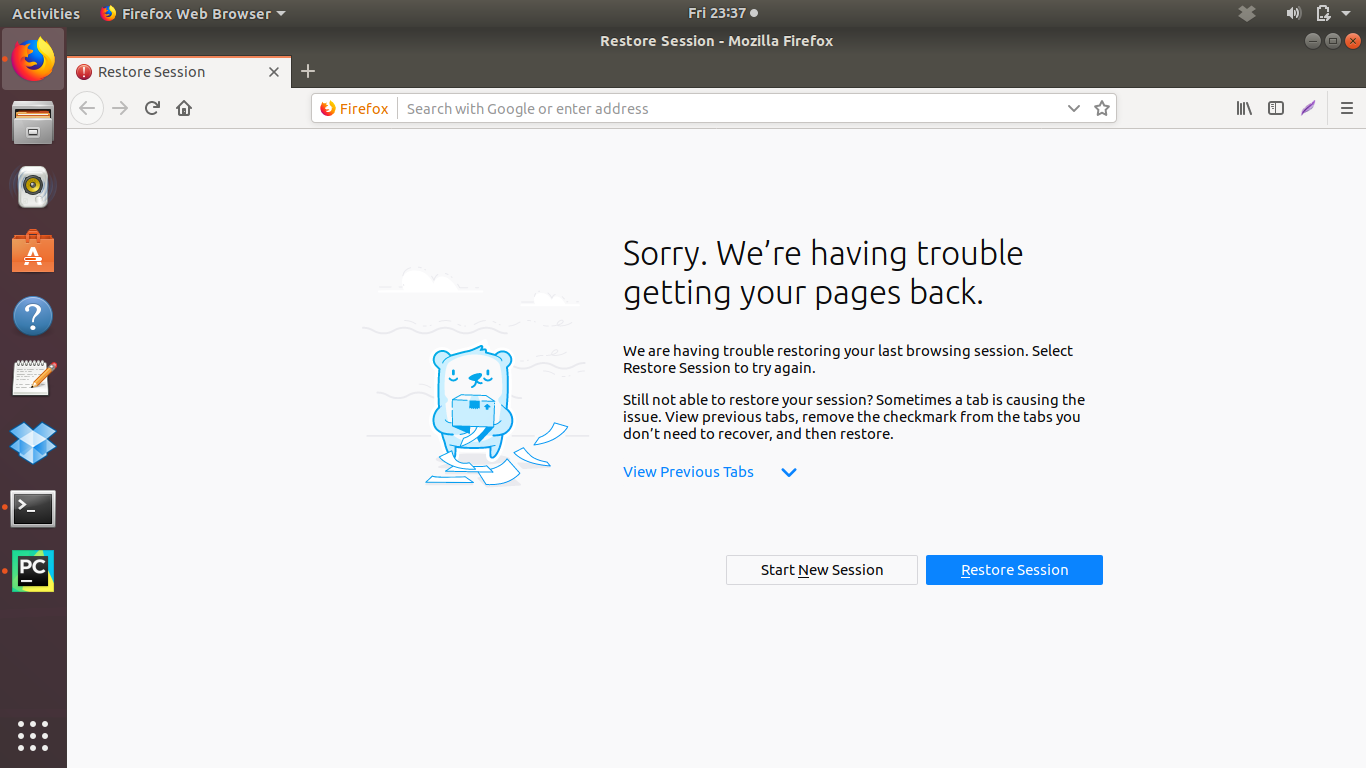 Activities
Firefox Web Browser
Fri 23:37
Restore Session - Mozilla Firefox
Restore Session
Firefox
Search with Google or enter address
Sorry. We’re having trouble
getting your pages back.
We are having trouble restoring your last browsing session. Select
Restore Session to try again.
Still not able to restore your session? Sometimes a tab is causing the
issue. View previous tabs, remove the checkmark from the tabs you
don’t need to recover, and then restore.
View Previous Tabs
Start New Session
Restore Session
PC